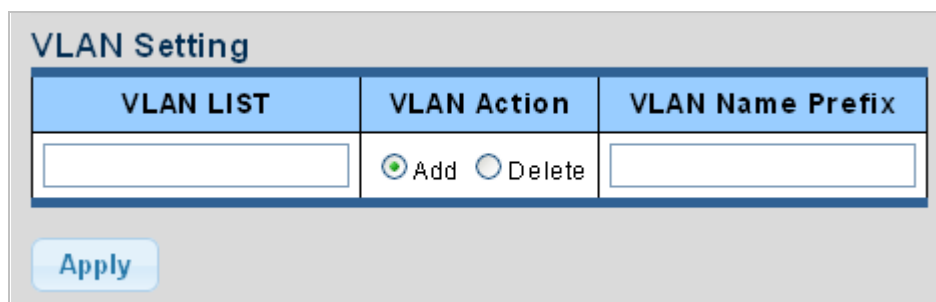 VLAN Setting
VLAN LIST VLAN Action VLAN Name Prefix
Add Delete
Apply